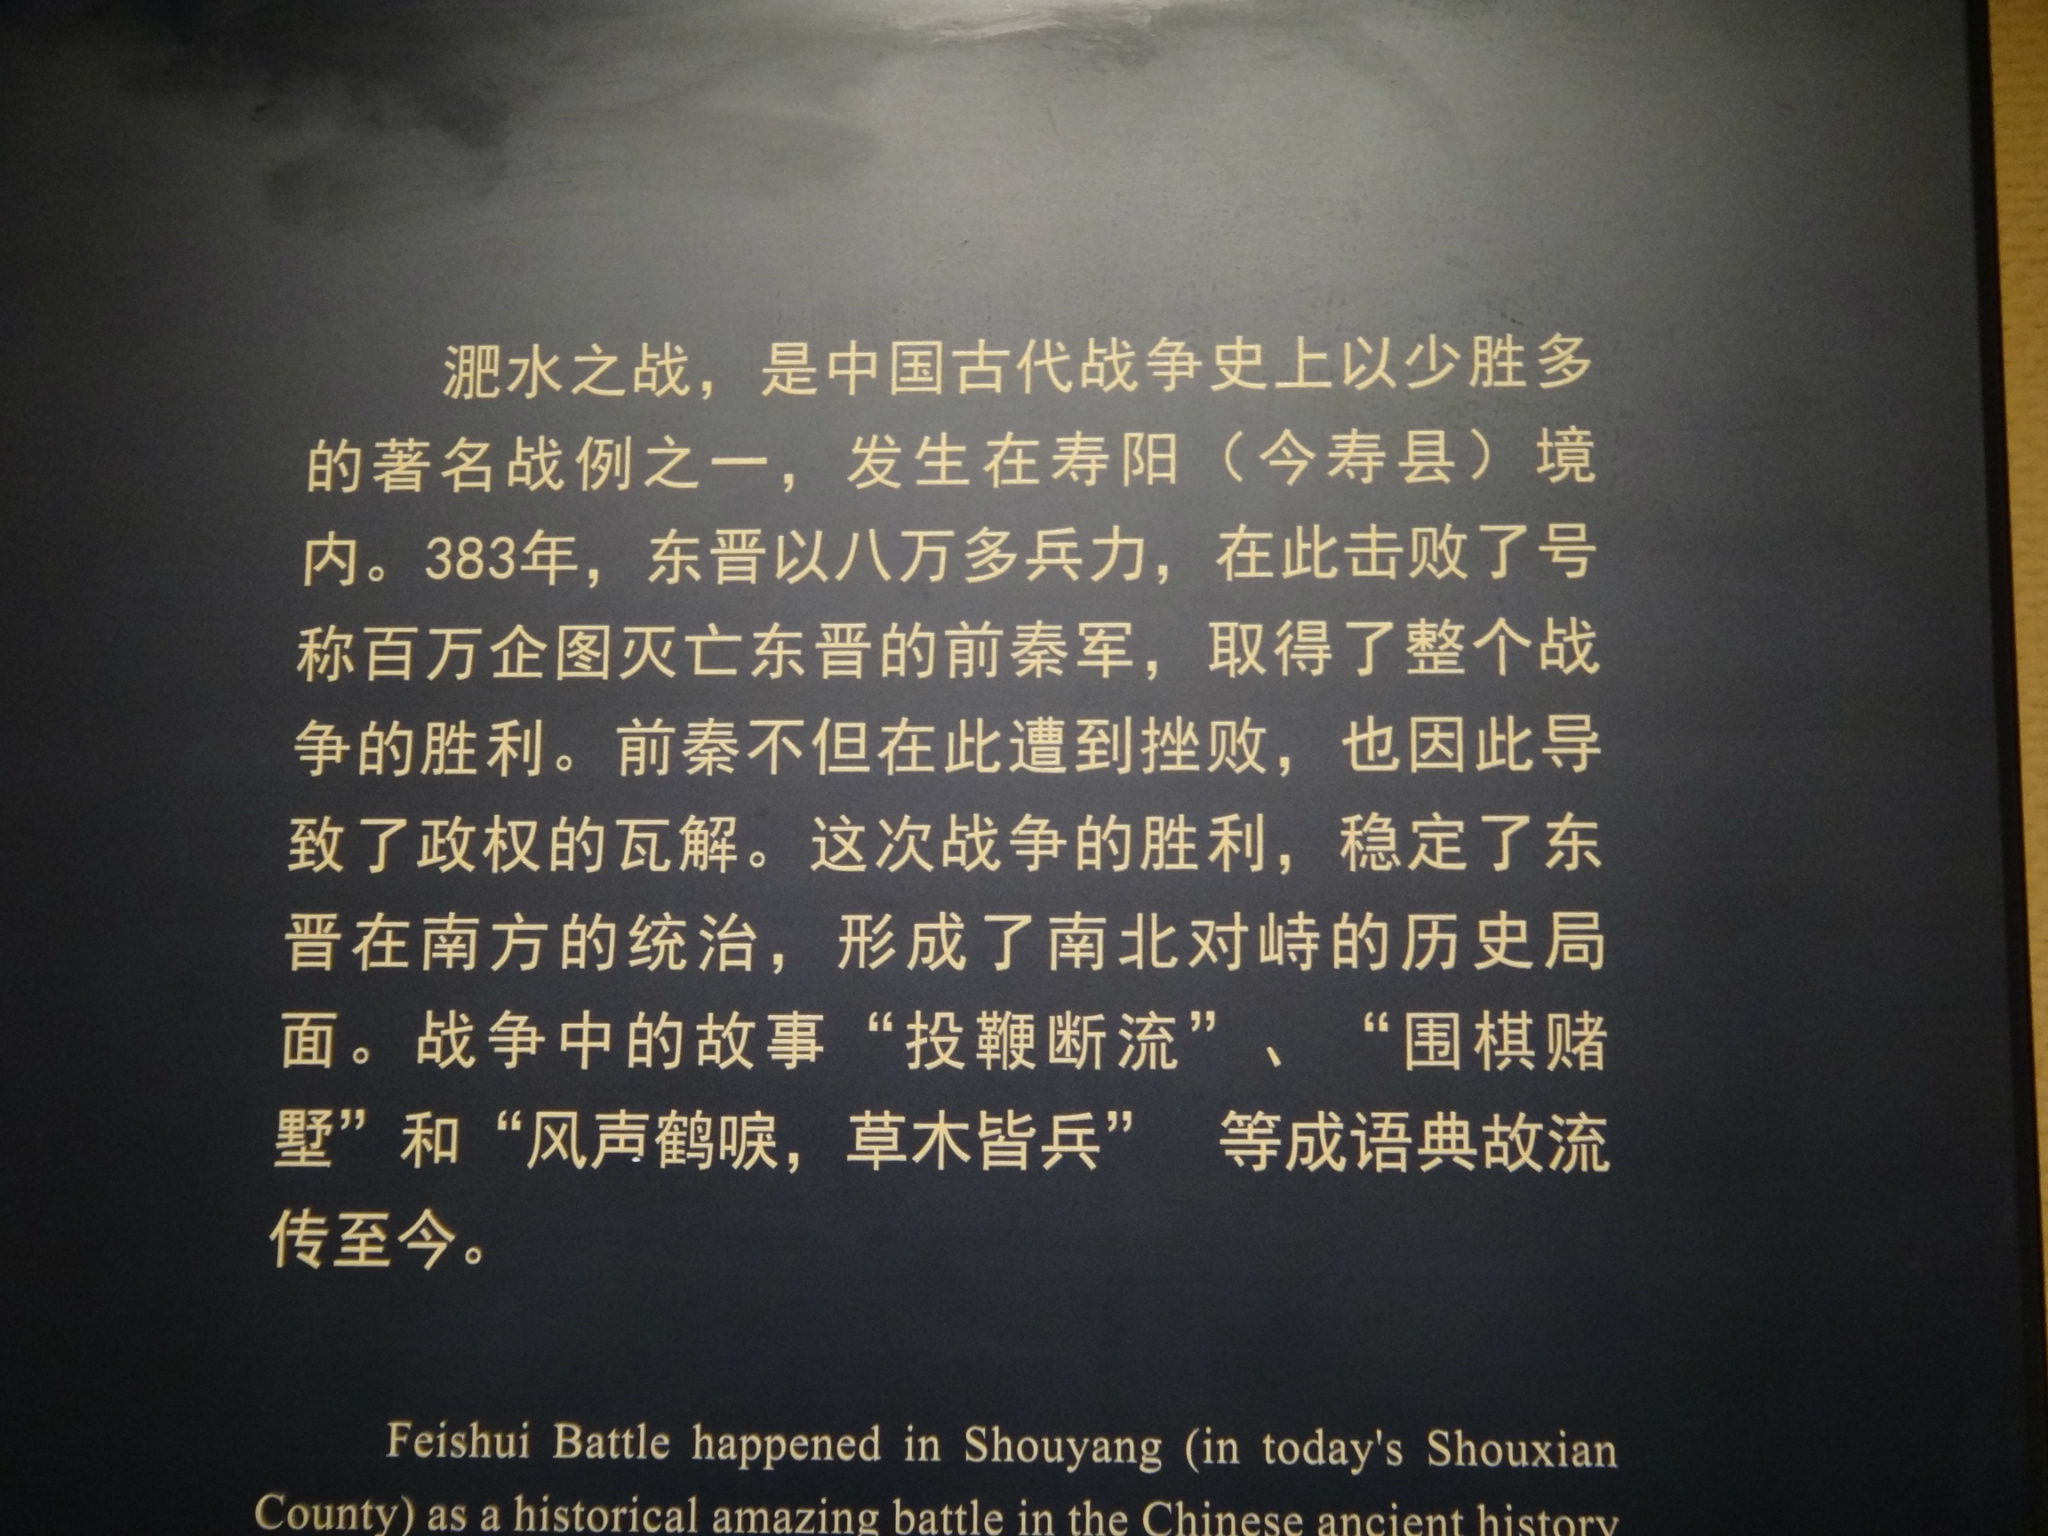 淝水之战，是中国古代战争史上以少胜多
的著名战例之一，发生在寿阳（今寿县）境
内。383年，东晋以八万多兵力，在此击败了号
称百万企图灭亡东晋的前秦军，取得了整个战
争的胜利。前秦不但在此遭到挫败，也因此导
致了政权的瓦解。这次战争的胜利，稳定了东
晋在南方的统治，形成了南北对峙的历史局
面。战争中的故事“投鞭断流”、“围棋赌
墅”和“风声鹤唳，草木皆兵” 等成语典故流
传至今。
Feishui Battle happened in Shouyang (in today's Shouxian
County) as a historical amazing battle in the Chinese ancient history